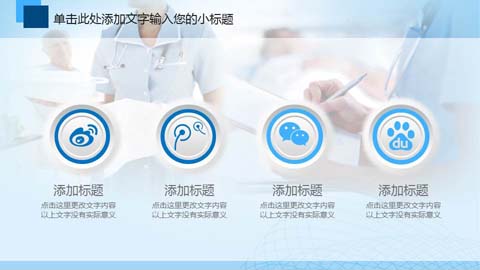 单击此处添加文字输入您的小标题
du
添加标题
点击这里更改文字内容
以上文字没有实际意义
添加标题
点击这里更改文字内容
以上文字没有实际意义
添加标题
点击这里更改文字内容
以上文字没有实际意义
添加标题
点击这里更改文字内容
以上文字没有实际意义